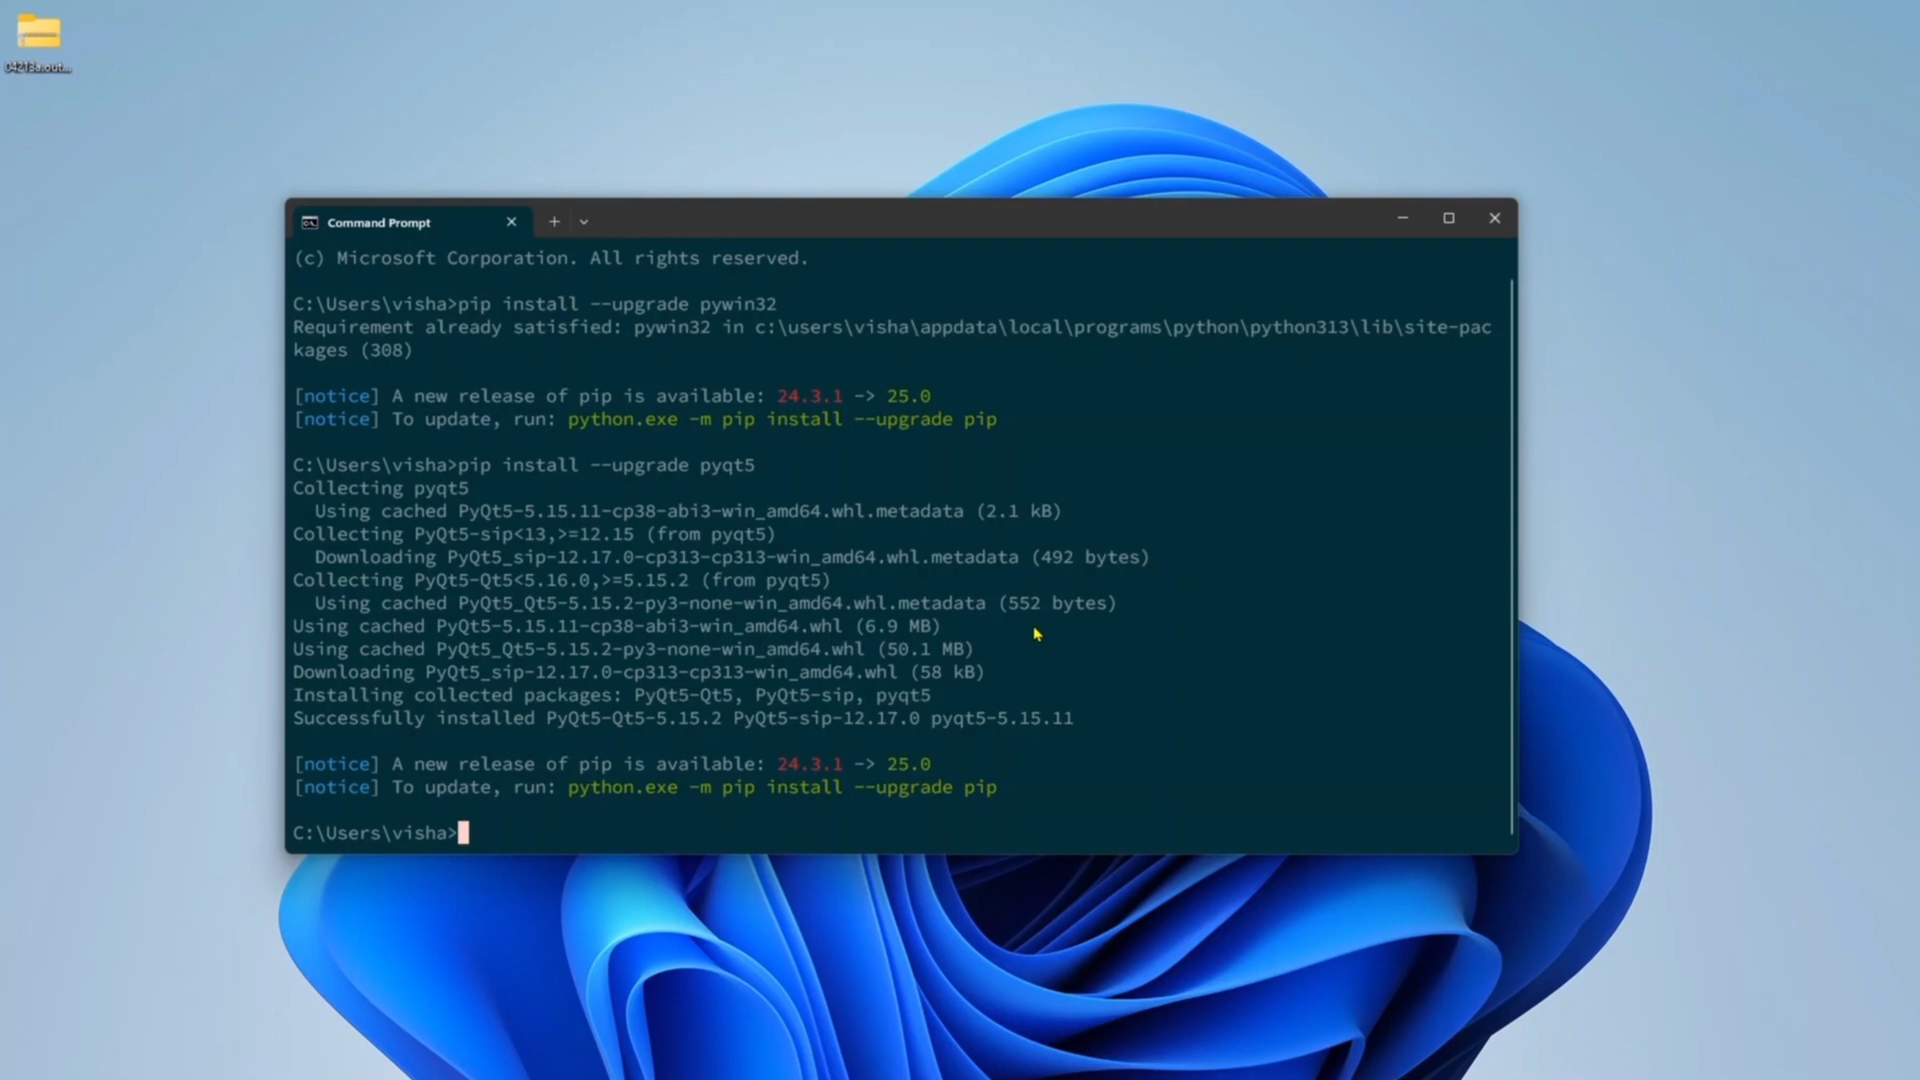 04213a.out...
Command Prompt
(c) Microsoft Corporation. All rights reserved.
C:\Users\visha>pip install --upgrade pywin32
Requirement already satisfied: pywin32 in c:\users\visha\appdata\local\programs\python\python313\lib\site-pac
kages (308)
[notice] A new release of pip is available: 24.3.1 -> 25.0
[notice] To update, run: python.exe -m pip install --upgrade pip
C:\Users\visha>pip install --upgrade pyqt5
Collecting pyqt5
Using cached PyQt5-5.15.11-cp38-abi3-win_amd64.whl.metadata (2.1 kB)
Collecting PyQt5-sip<13,>=12.15 (from pyqt5)
Downloading PyQt5_sip-12.17.0-cp313-cp313-win_amd64.whl.metadata (492 bytes)
Collecting PyQt5-Qt5<5.16.0,>=5.15.2 (from pyqt5)
Using cached PyQt5_Qt5-5.15.2-py3-none-win_amd64.whl.metadata (552 bytes)
Using cached PyQt5-5.15.11-cp38-abi3-win_amd64.whl (6.9 MB)
Using cached PyQt5_Qt5-5.15.2-py3-none-win_amd64.whl (50.1 MB)
Downloading PyQt5_sip-12.17.0-cp313-cp313-win_amd64.whl (58 kB)
Installing collected packages: PyQt5-Qt5, PyQt5-sip, pyqt5
Successfully installed PyQt5-Qt5-5.15.2 PyQt5-sip-12.17.0 pyqt5-5.15.11
[notice] A new release of pip is available: 24.3.1 -> 25.0
[notice] To update, run: python.exe -m pip install --upgrade pip
C:\Users\visha>